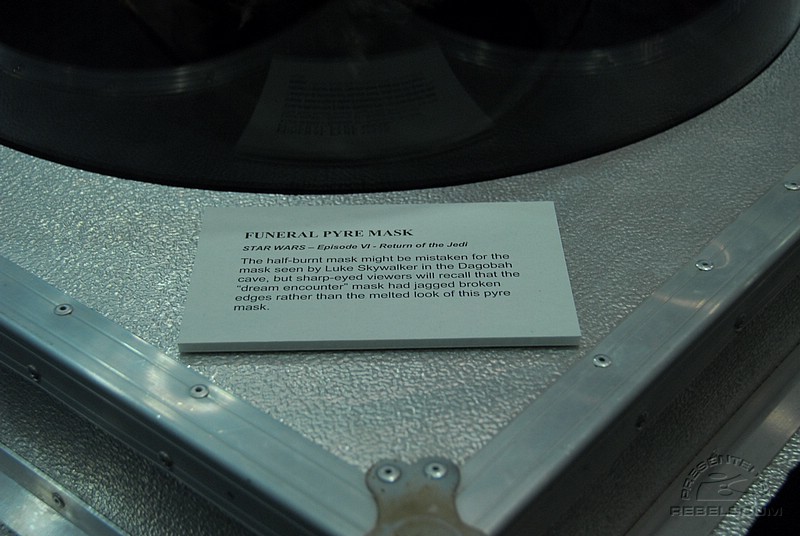 FUNERAL PYRE MASK
STAR WARS – Episode VI - Return of the Jedi
The half-burnt mask might be mistaken for the
mask seen by Luke Skywalker in the Dagobah
cave, but sharp-eyed viewers will recall that the
"dream encounter" mask had jagged broken
edges rather than the melted look of this pyre
mask.
REBELS.COM